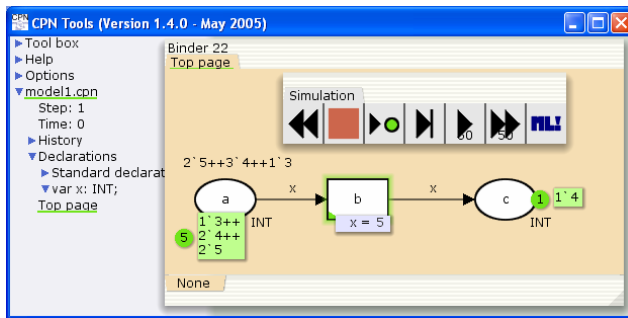 CPN Tools (Version 1.4.0 - May 2005)
Tool box
Help
Options
model1.cpn
Step: 1
Time: 0
History
Declarations
Standard declarat
var x: INT;
Top page
Binder 22
Top page
Simulation
50
ML!
2`5++3`4++1`3
a
x
b
x
c
1
1`4
INT
x = 5
INT
5
1`3++
2`4++
2`5
None